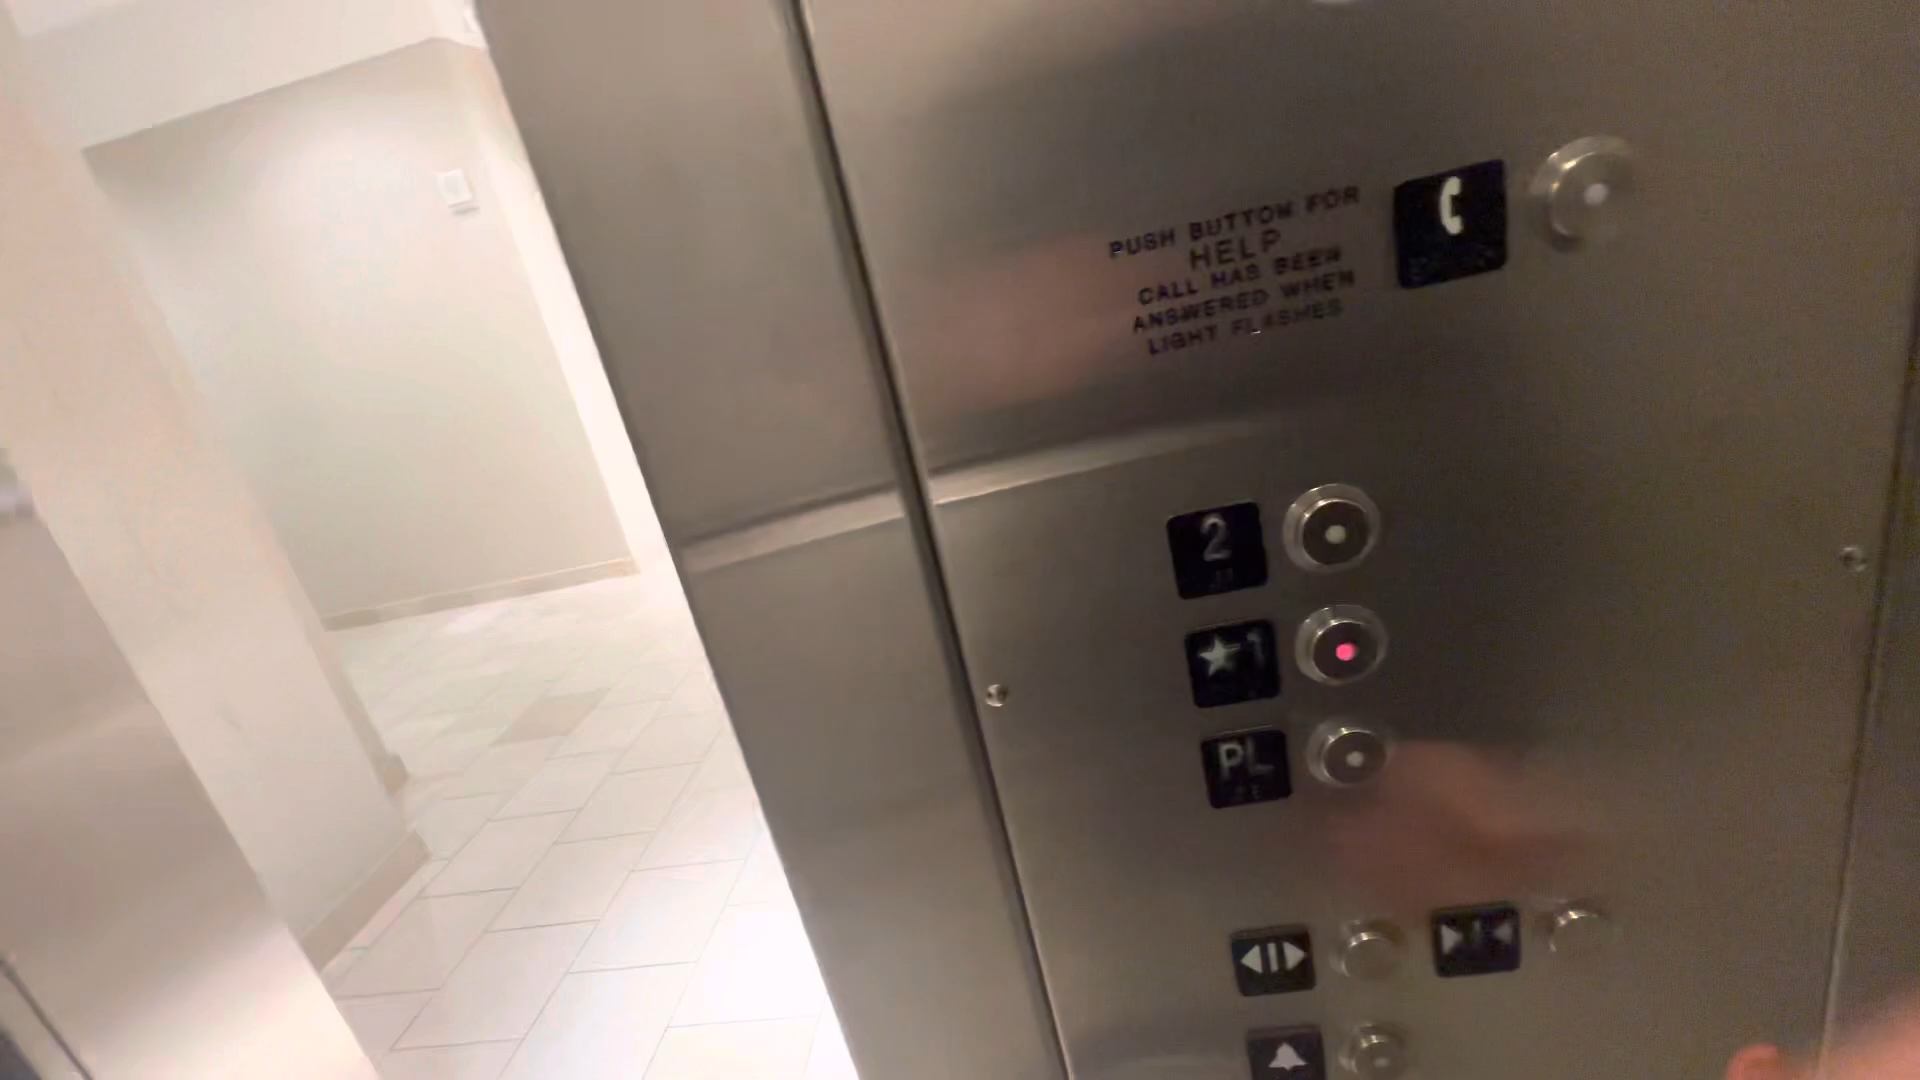 PUSH BUTTON FOR
HELP
CALL HAS BEEN
ANSWERED WHEN
LIGHT FLASHES
2
★1
PL